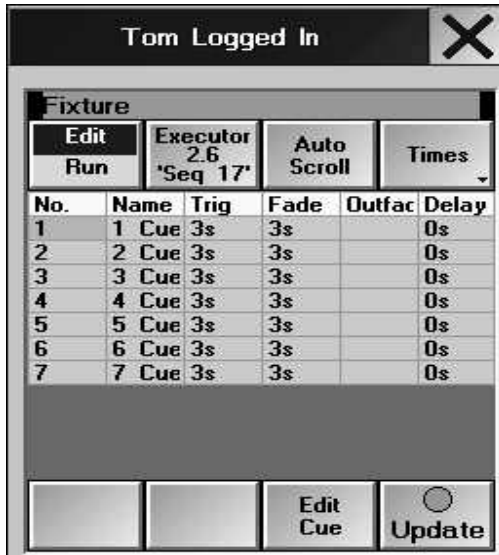 Tom Logged In
Fixture
Edit
Run
Executor
2.6
'Seq 17'
Auto
Scroll
Times
No. Name Trig Fade Outfac Delay
1 1 Cue 3s 3s 0s
2 2 Cue 3s 3s 0s
3 3 Cue 3s 3s 0s
4 4 Cue 3s 3s 0s
5 5 Cue 3s 3s 0s
6 6 Cue 3s 3s 0s
7 7 Cue 3s 3s 0s
Edit
Cue
Update